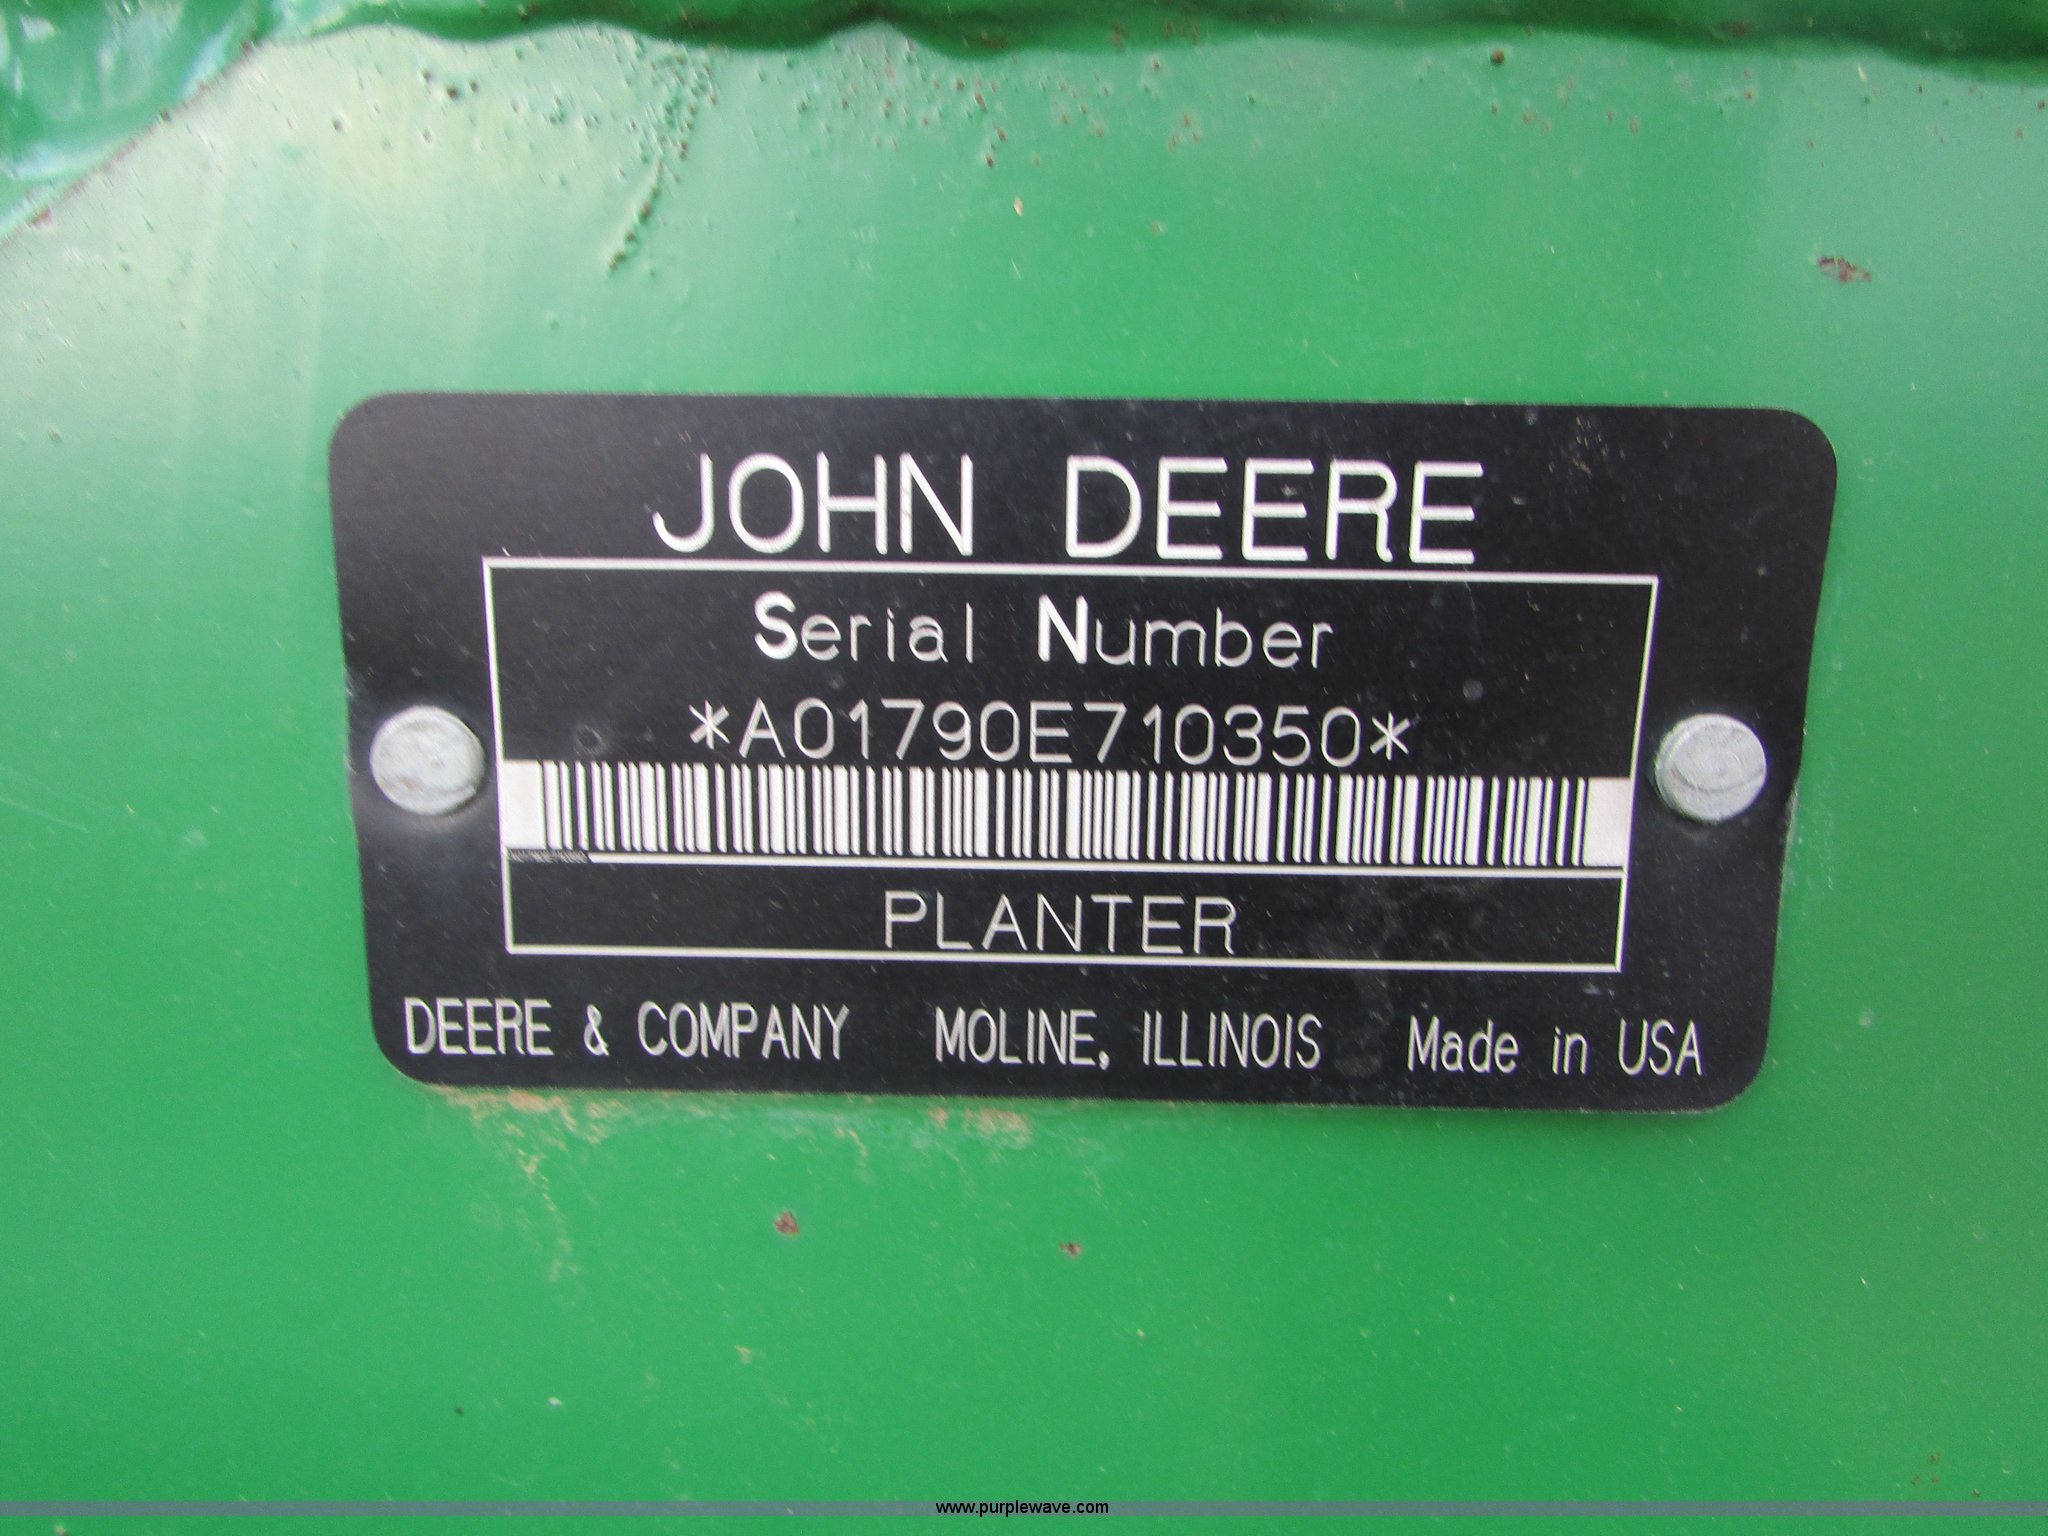 JOHN DEERE
Serial Number
*A01790E710350*
PLANTER
DEERE & COMPANY MOLINE, ILLINOIS Made in USA
www.purplewave.com